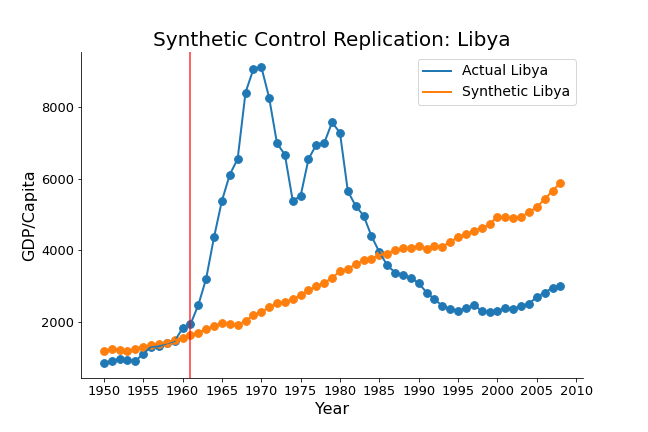 Synthetic Control Replication: Libya
Actual Libya
Synthetic Libya
GDP/Capita
8000
6000
4000
2000
1950 1955 1960 1965 1970 1975 1980 1985 1990 1995 2000 2005 2010
Year